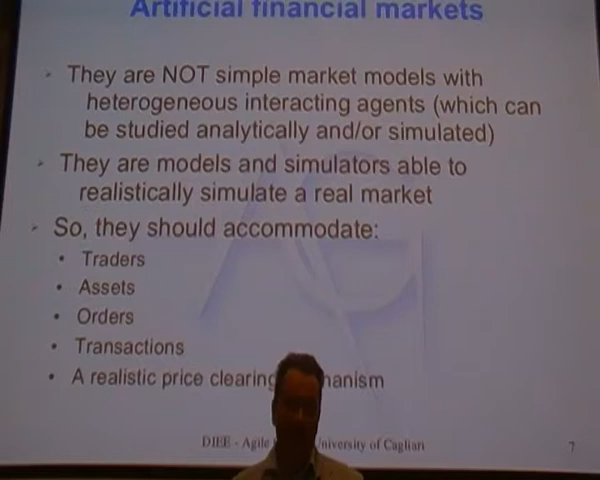 Artificial financial markets
They are NOT simple market models with
heterogeneous interacting agents (which can
be studied analytically and/or simulated)
They are models and simulators able to
realistically simulate a real market
So, they should accommodate:
• Traders
• Assets
• Orders
• Transactions
• A realistic price clearing
DIEE - Agile University of Cagliari
7